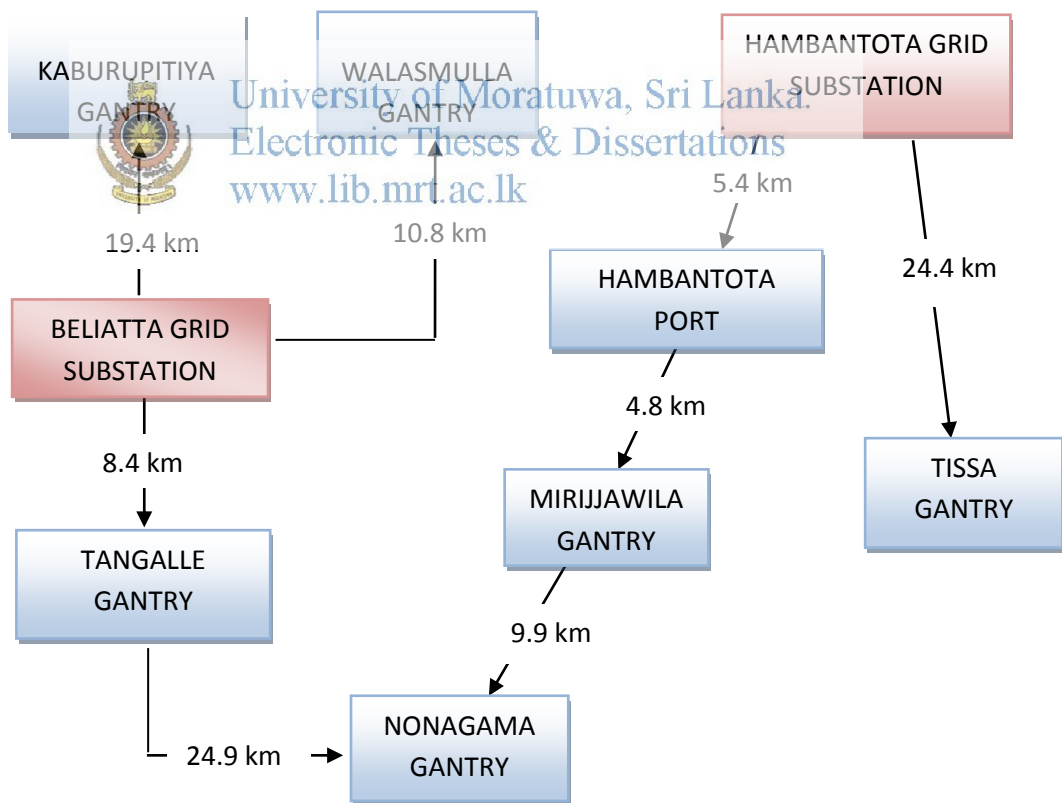 KABURUPITIYA
GANTRY
WALASMULLA
GANTRY
HAMBANTOTA GRID
SUBSTATION
University of Moratuwa, Sri Lanka.
Electronic Theses & Dissertations
www.lib.mrt.ac.lk
19.4 km
10.8 km
5.4 km
24.4 km
HAMBANTOTA
PORT
BELIATTA GRID
SUBSTATION
4.8 km
8.4 km
TISSA
GANTRY
MIRIJJAWILA
GANTRY
TANGALLE
GANTRY
9.9 km
24.9 km
NONAGAMA
GANTRY